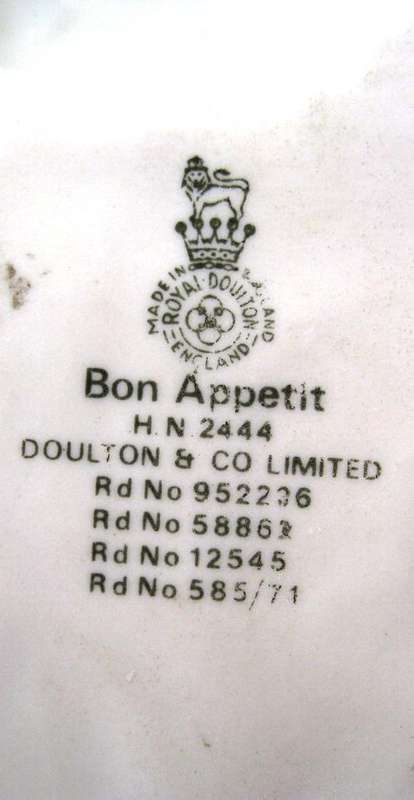 MADE IN ENGLAND
ROYAL DOULTON
ENGLAND
Bon Appetit
H.N.2444
DOULTON & CO LIMITED
Rd No 952236
Rd No 58862
Rd No 12545
Rd No 585/71